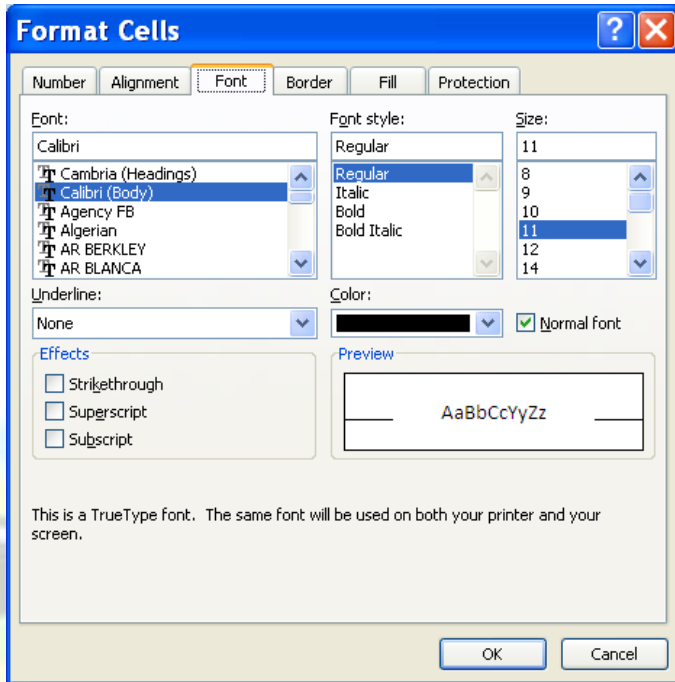 Format Cells
Number Alignment Font Border Fill Protection
Font: Font style: Size:
Calibri Regular 11
Cambria (Headings) Regular 8
Calibri (Body) Italic 9
Agency FB Bold 10
Algerian Bold Italic 11
AR BERKLEY 12
AR BLANCA 14
Underline: Color:
None Normal font
Effects Preview
Strikethrough
Superscript AaBbCcYyZz
Subscript
This is a TrueType font. The same font will be used on both your printer and your
screen.
OK Cancel